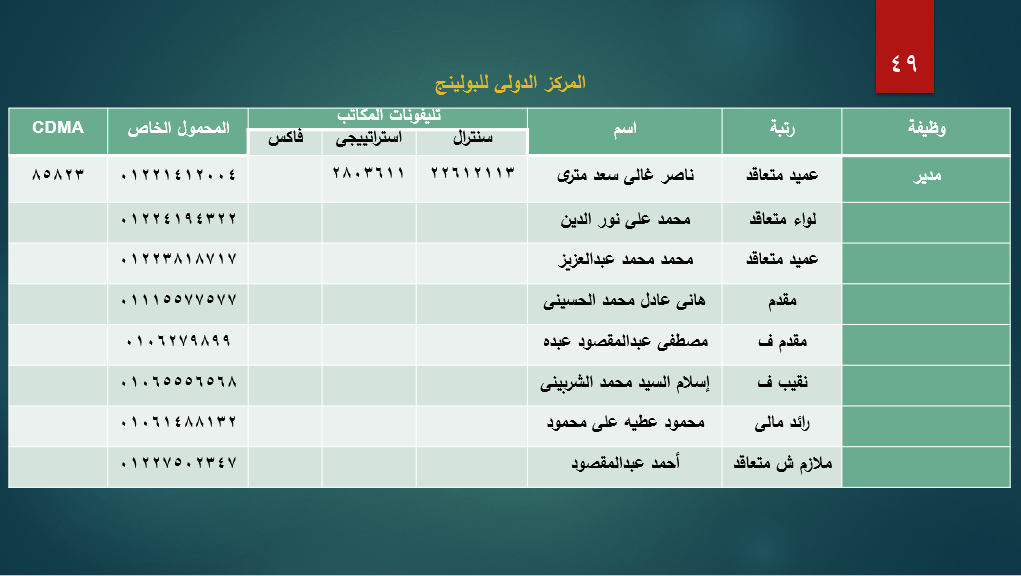 ٤٩
المركز الدولى للبولينج
وظيفة رتبة اسم تليفونات المكاتب المحمول الخاص CDMA
سنترال استراتييجى فاكس
مدير عميد متعاقد ناصر غالى سعد مترى ٢٢٦١٢١١٣ ٢٨٠٣٦١١ ٠١٢٢١٤١٢٠٠٤ ٨٥٨٢٣
لواء متعاقد محمد على نور الدين ٠١٢٢٤١٩٤٣٢٢
عميد متعاقد محمد محمد عبدالعزيز ٠١٢٢٣٨١٨٧١٧
مقدم هانى عادل محمد الحسينى ٠١١١٥٥٧٧٥٧٧
مقدم ف مصطفى عبدالمقصود عبده ٠١٠٦٢٧٩٨٩٩
نقيب ف إسلام السيد محمد الشربينى ٠١٠٦٥٥٥٦٥٦٨
رائد مالى محمود عطيه على محمود ٠١٠٦١٤٨٨١٣٢
ملازم ش متعاقد أحمد عبدالمقصود ٠١٢٢٧٥٠٢٣٤٧